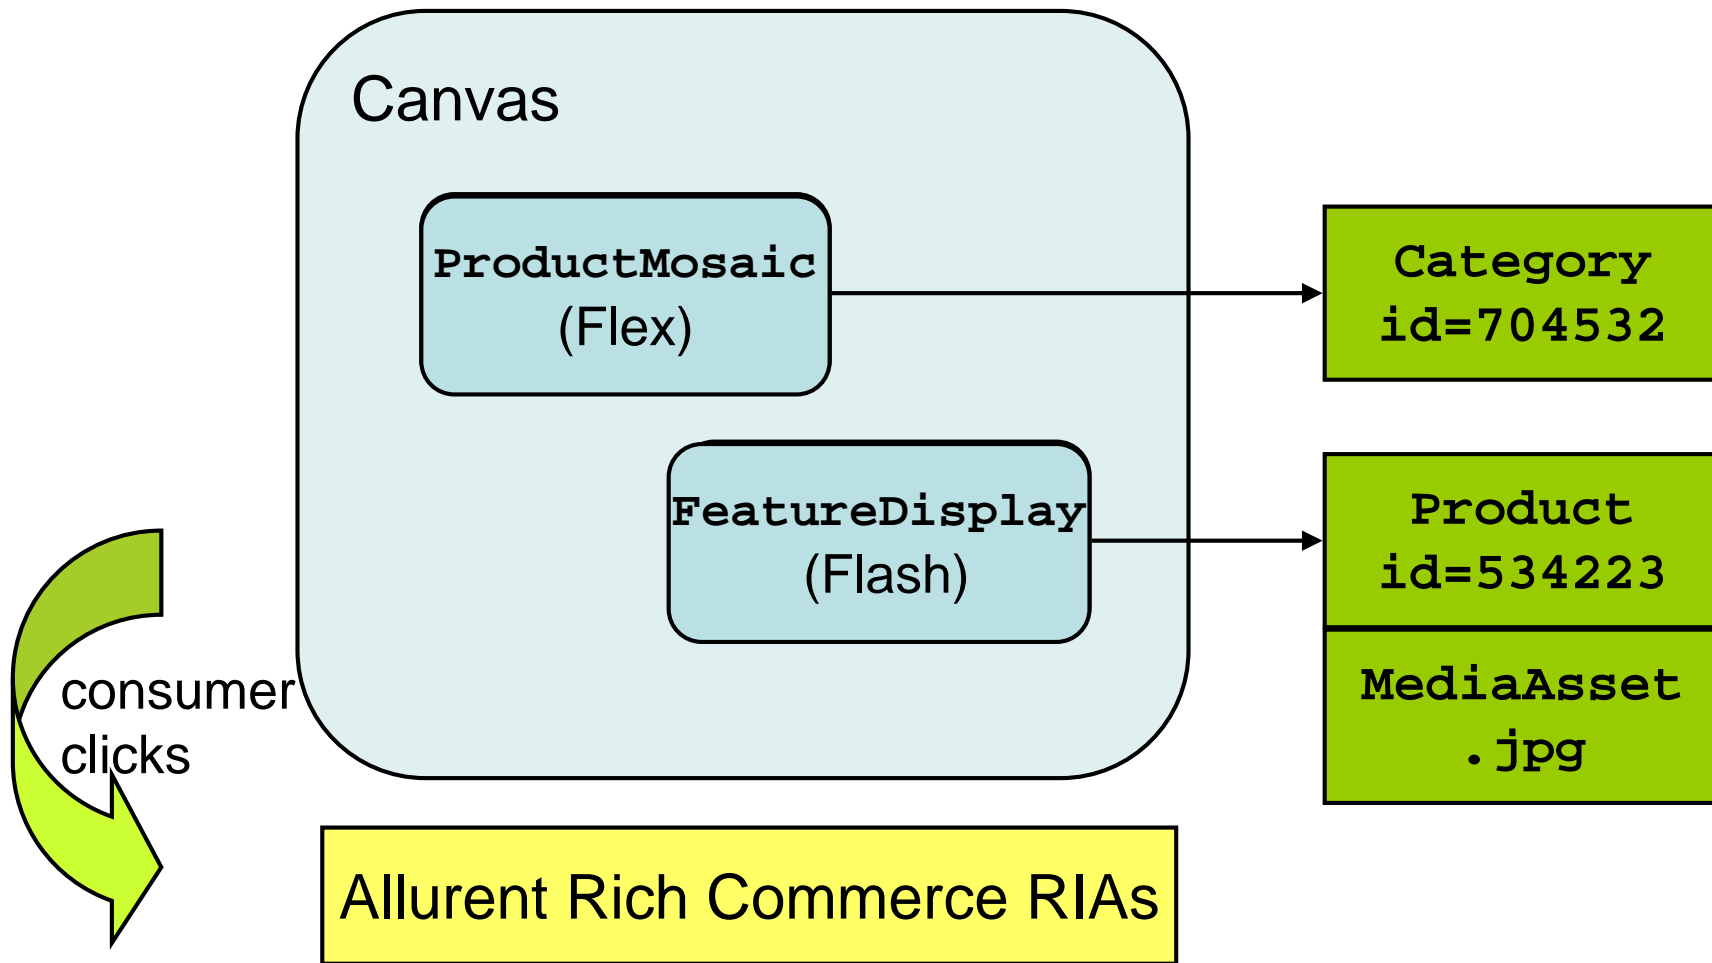 Canvas
ProductMosaic
(Flex)
Category
id=704532
FeatureDisplay
(Flash)
Product
id=534223
MediaAsset
.jpg
consumer
clicks
Allurent Rich Commerce RIAs